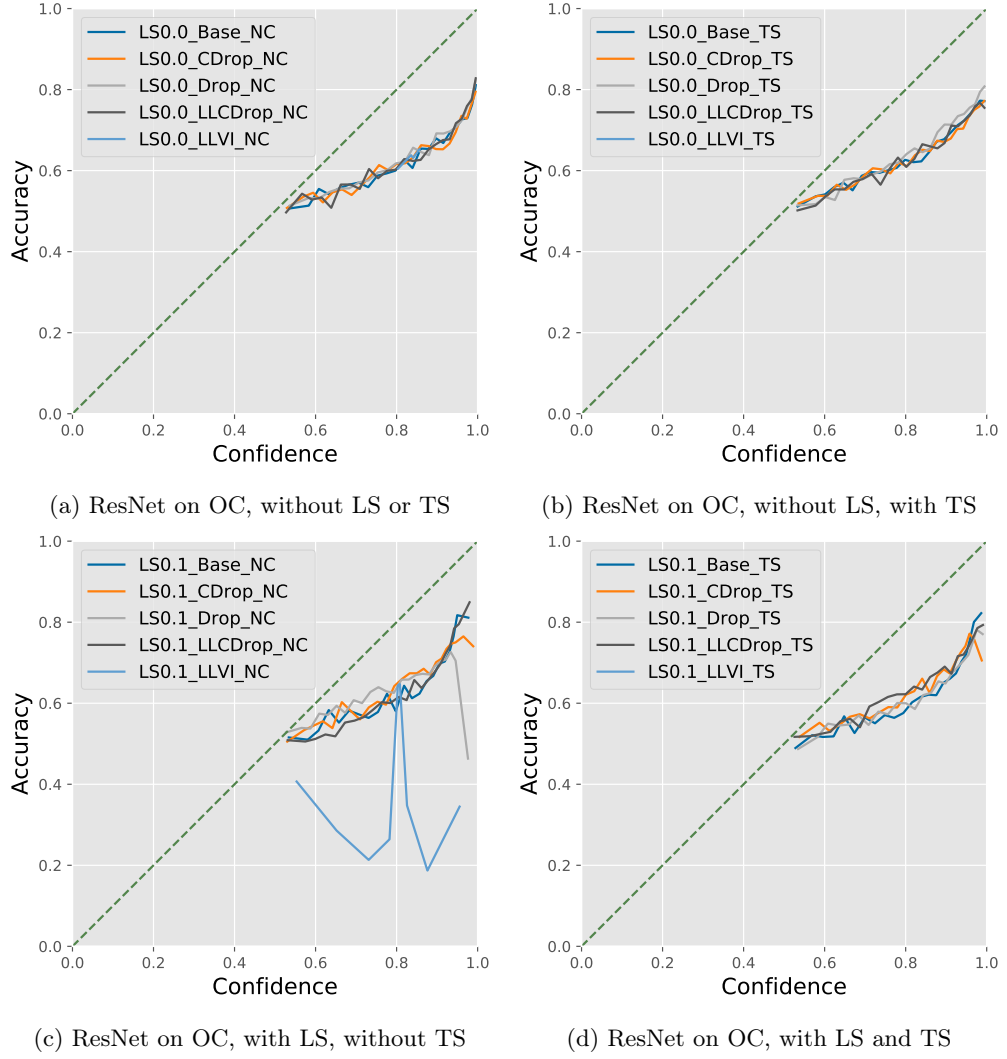 1.0
0.8
0.6
0.4
0.2
0.0
Accuracy
LS0.0_Base_NC
LS0.0_CDrop_NC
LS0.0_Drop_NC
LS0.0_LLCDrop_NC
LS0.0_LLVI_NC
0.0 0.2 0.4 0.6 0.8 1.0
Confidence
(a) ResNet on OC, without LS or TS
1.0
0.8
0.6
0.4
0.2
0.0
Accuracy
LS0.0_Base_TS
LS0.0_CDrop_TS
LS0.0_Drop_TS
LS0.0_LLCDrop_TS
LS0.0_LLVI_TS
0.0 0.2 0.4 0.6 0.8 1.0
Confidence
(b) ResNet on OC, without LS, with TS
1.0
0.8
0.6
0.4
0.2
0.0
Accuracy
LS0.1_Base_NC
LS0.1_CDrop_NC
LS0.1_Drop_NC
LS0.1_LLCDrop_NC
LS0.1_LLVI_NC
0.0 0.2 0.4 0.6 0.8 1.0
Confidence
(c) ResNet on OC, with LS, without TS
1.0
0.8
0.6
0.4
0.2
0.0
Accuracy
LS0.1_Base_TS
LS0.1_CDrop_TS
LS0.1_Drop_TS
LS0.1_LLCDrop_TS
LS0.1_LLVI_TS
0.0 0.2 0.4 0.6 0.8 1.0
Confidence
(d) ResNet on OC, with LS and TS